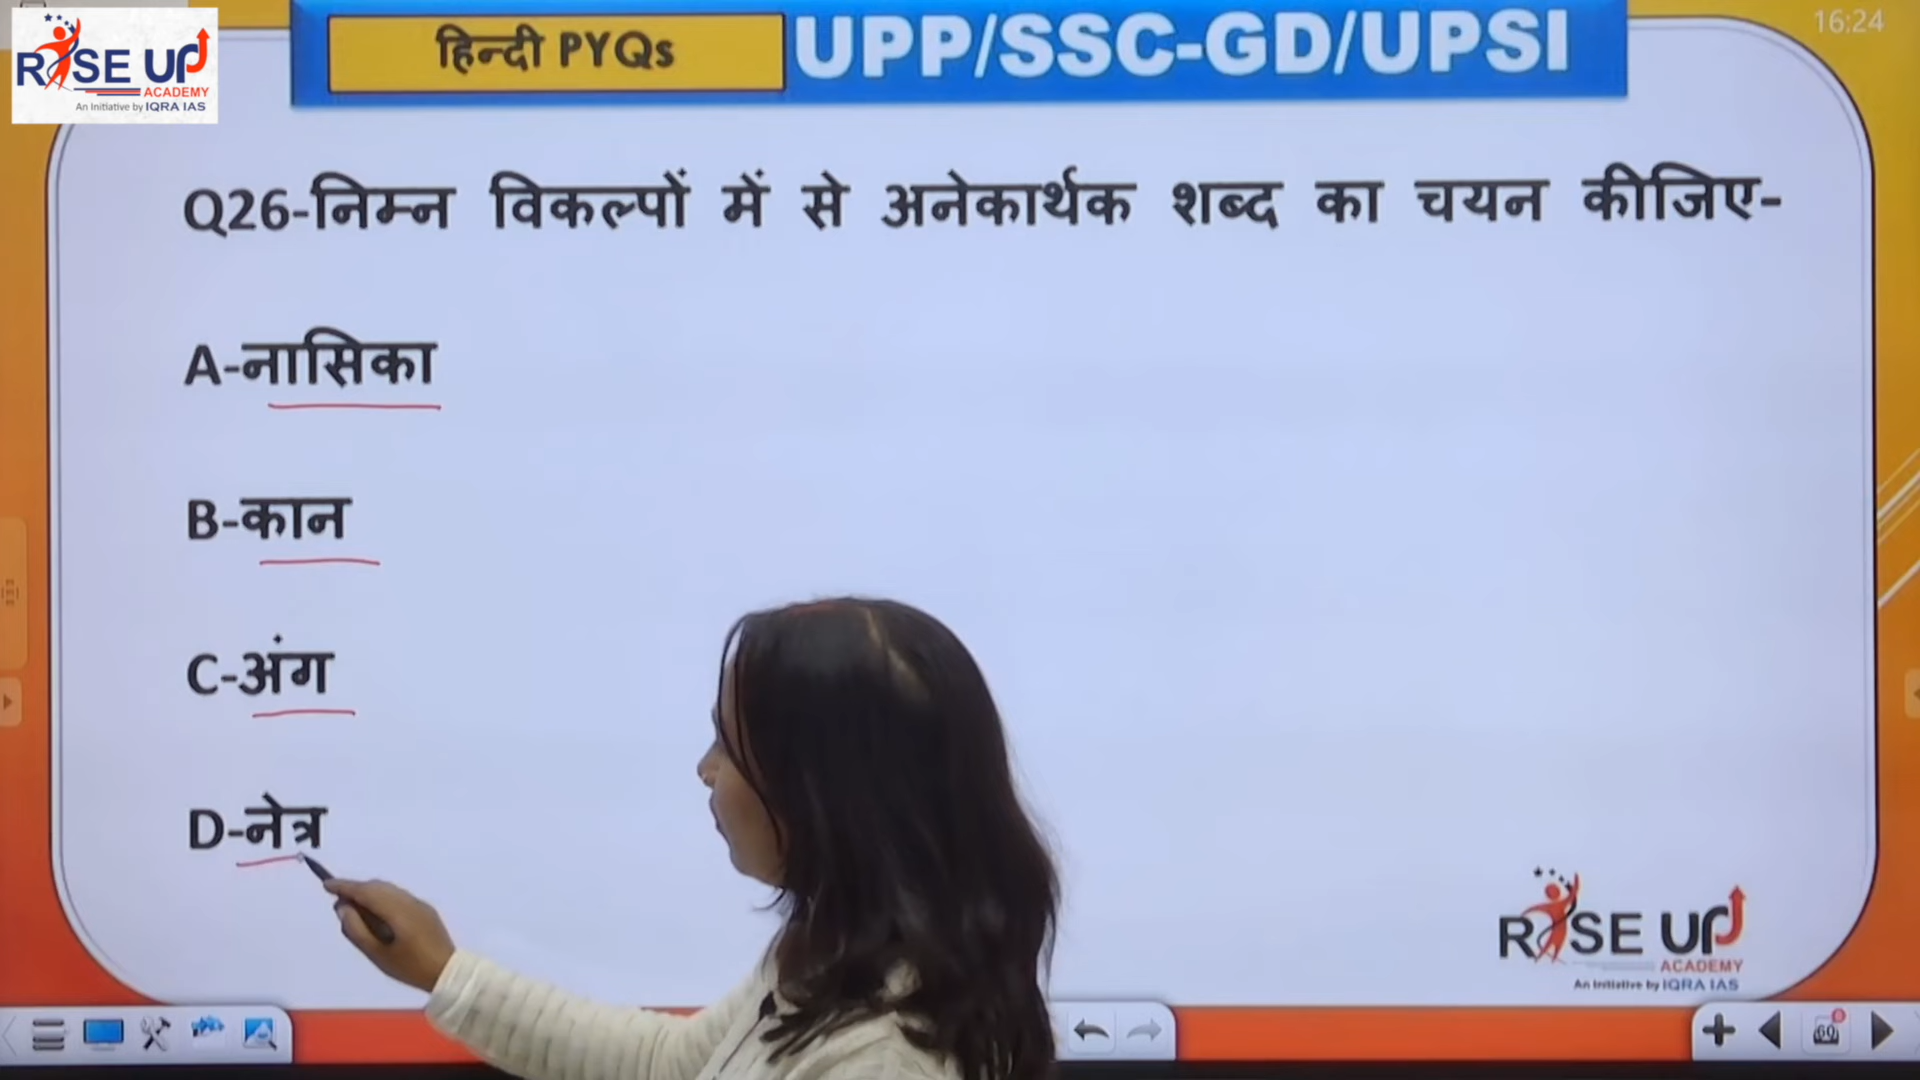 RISE UP
ACADEMY
An Initiative by IQRA IAS
हिन्दी PYQs
UPP/SSC-GD/UPSI
16:24
Q26-निम्न विकल्पों में से अनेकार्थक शब्द का चयन कीजिए-
A-नासिका
B-कान
C-अंग
D-नेत्र
RISE UP
ACADEMY
An Initiative by IQRA IAS
60